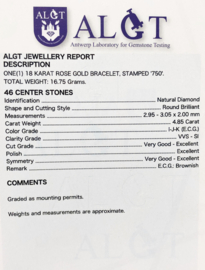 ALGT
Antwerp Laboratory for Gemstone Testing
ALGT JEWELLERY REPORT
DESCRIPTION
ONE(1) 18 KARAT ROSE GOLD BRACELET, STAMPED '750'.
TOTAL WEIGHT: 16.75 Grams.
46 CENTER STONES
Identification Natural Diamond
Shape and Cutting Style Round Brilliant
Measurements 2.95 - 3.05 x 2.00 mm
Carat Weight 4.85 Carat
Color Grade I-J-K (E.C.G.)
Clarity Grade VVS - SI
Cut Grade Very Good - Excellent
Polish Excellent
Symmetry Very Good - Excellent
Remark E.C.G.: Brownish
COMMENTS
Graded as mounting permits.
Weights and measurements are approximate.